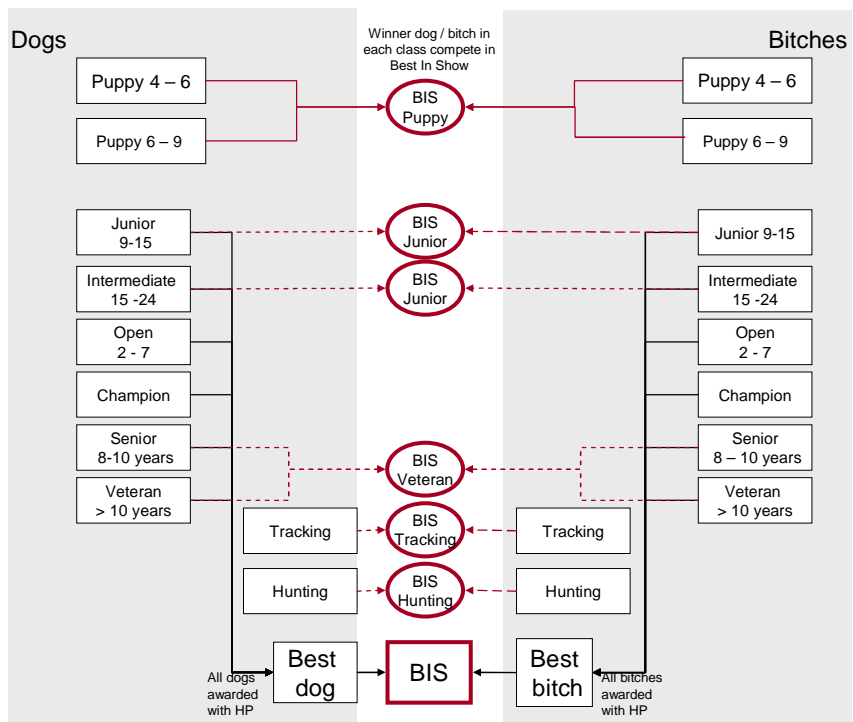 Dogs
Winner dog / bitch in
each class compete in
Best In Show
Bitches
Puppy 4 – 6
BIS
Puppy
Puppy 4 – 6
Puppy 6 – 9
Puppy 6 – 9
Junior
9-15
BIS
Junior
Junior 9-15
Intermediate
15 -24
BIS
Junior
Intermediate
15 -24
Open
2 - 7
Open
2 - 7
Champion
Champion
Senior
8-10 years
BIS
Veteran
Senior
8 – 10 years
Veteran
> 10 years
Veteran
> 10 years
Tracking
BIS
Tracking
Tracking
Hunting
BIS
Hunting
Hunting
All dogs
awarded
with HP
Best
dog
BIS
Best
bitch
All bitches
awarded
with HP